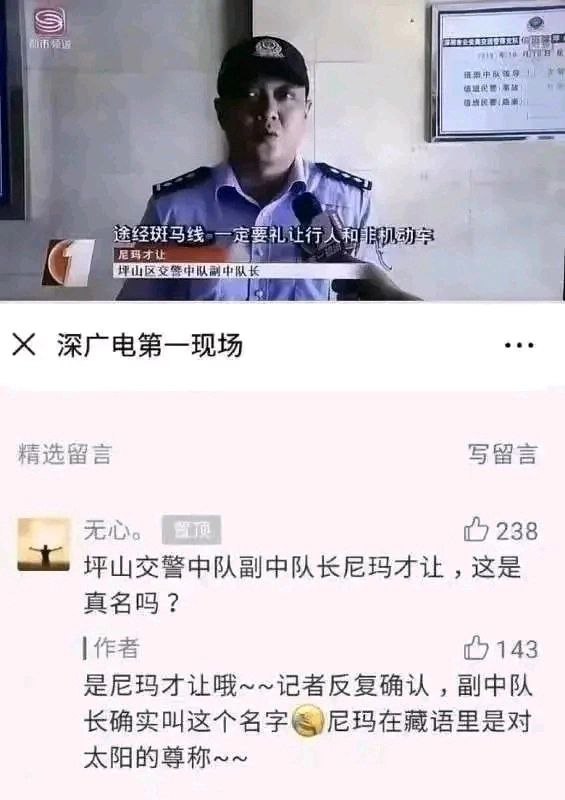 都市频道
途经斑马线 一定要礼让行人和非机动车
尼玛才让
坪山区交警中队副中队长
1
深广电第一现场
精选留言
写留言
无心。
置顶
238
坪山交警中队副中队长尼玛才让，这是
真名吗？
作者
143
是尼玛才让哦~~记者反复确认，副中队
长确实叫这个名字尼玛在藏语里是对
太阳的尊称~~